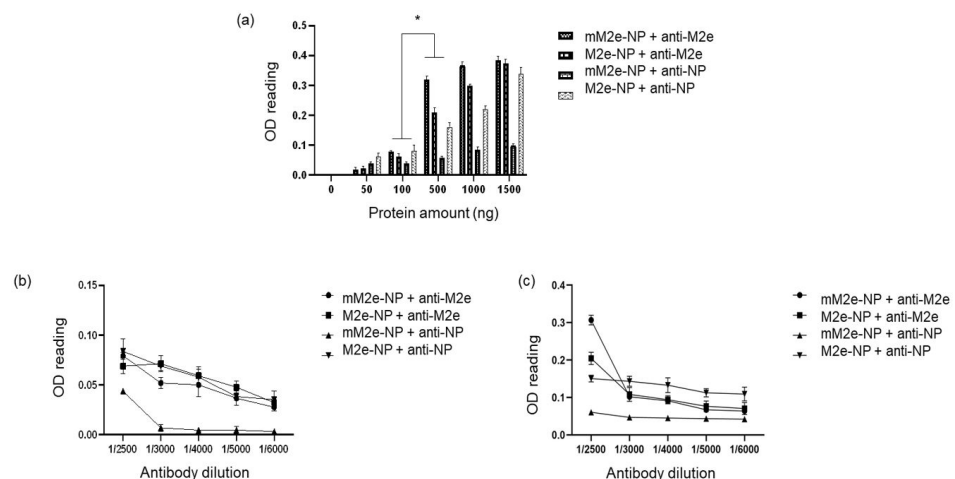 (a)
*
OD reading
0.5
0.4
0.3
0.2
0.1
0.0
0 50 100 500 1000 1500
Protein amount (ng)
mM2e-NP + anti-M2e
M2e-NP + anti-M2e
mM2e-NP + anti-NP
M2e-NP + anti-NP
(b)
OD reading
0.15
0.10
0.05
0.00
1/2500 1/3000 1/4000 1/5000 1/6000
Antibody dilution
mM2e-NP + anti-M2e
M2e-NP + anti-M2e
mM2e-NP + anti-NP
M2e-NP + anti-NP
(c)
OD reading
0.4
0.3
0.2
0.1
0.0
1/2500 1/3000 1/4000 1/5000 1/6000
Antibody dilution
mM2e-NP + anti-M2e
M2e-NP + anti-M2e
mM2e-NP + anti-NP
M2e-NP + anti-NP